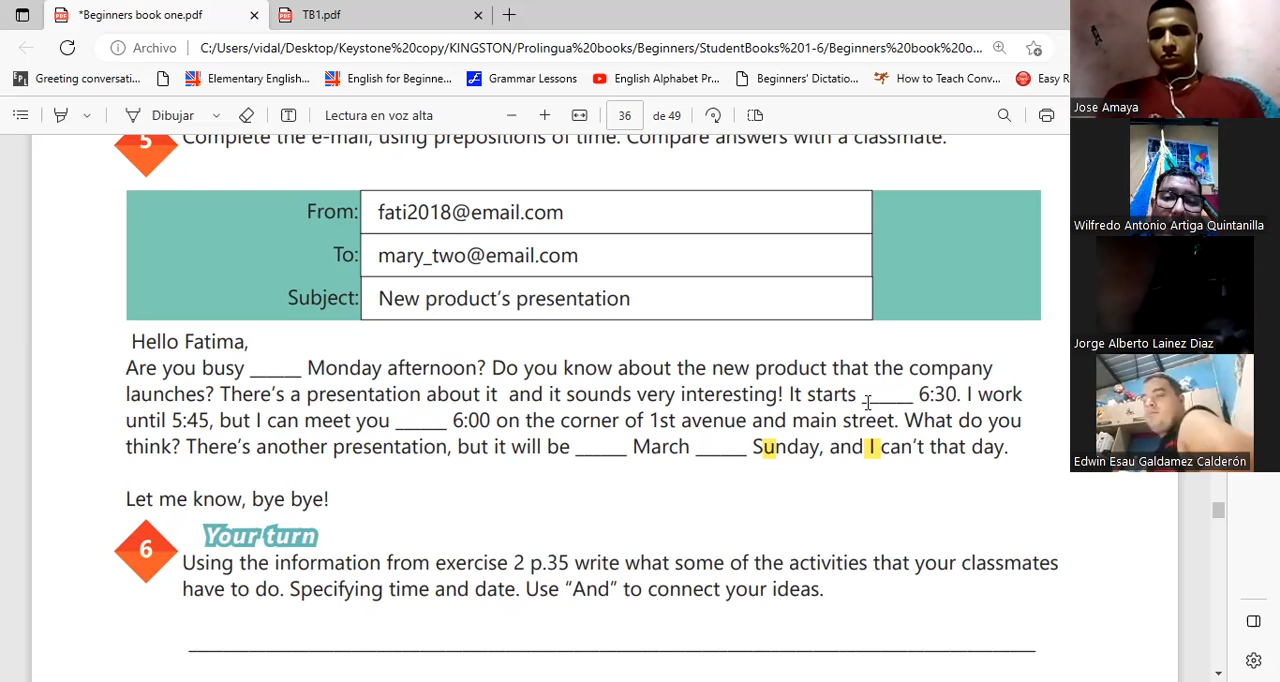 *Beginners book one.pdf
TB1.pdf
Archivo
C:/Users/vidal/Desktop/Keystone%20copy/KINGSTON/Prolingua%20books/Beginners/StudentBooks%201-6/Beginners%20book%20o...
Greeting conversati...
Elementary English...
English for Beginne...
Grammar Lessons
English Alphabet Pr...
Beginners' Dictatio...
How to Teach Conv...
Easy R
Dibujar
Lectura en voz alta
36
de 49
5
Complete the e-mail, using prepositions of time. Compare answers with a classmate.
From:
fati2018@email.com
To:
mary_two@email.com
Subject:
New product's presentation
Hello Fatima,
Are you busy _____ Monday afternoon? Do you know about the new product that the company
launches? There's a presentation about it and it sounds very interesting! It starts _____ 6:30. I work
until 5:45, but I can meet you _____ 6:00 on the corner of 1st avenue and main street. What do you
think? There's another presentation, but it will be _____ March _____ Sunday, and I can't that day.
Let me know, bye bye!
6
Your turn
Using the information from exercise 2 p.35 write what some of the activities that your classmates
have to do. Specifying time and date. Use “And” to connect your ideas.
Jose Amaya
Wilfredo Antonio Artiga Quintanilla
Jorge Alberto Lainez Diaz
Edwin Esau Galdamez Calderón